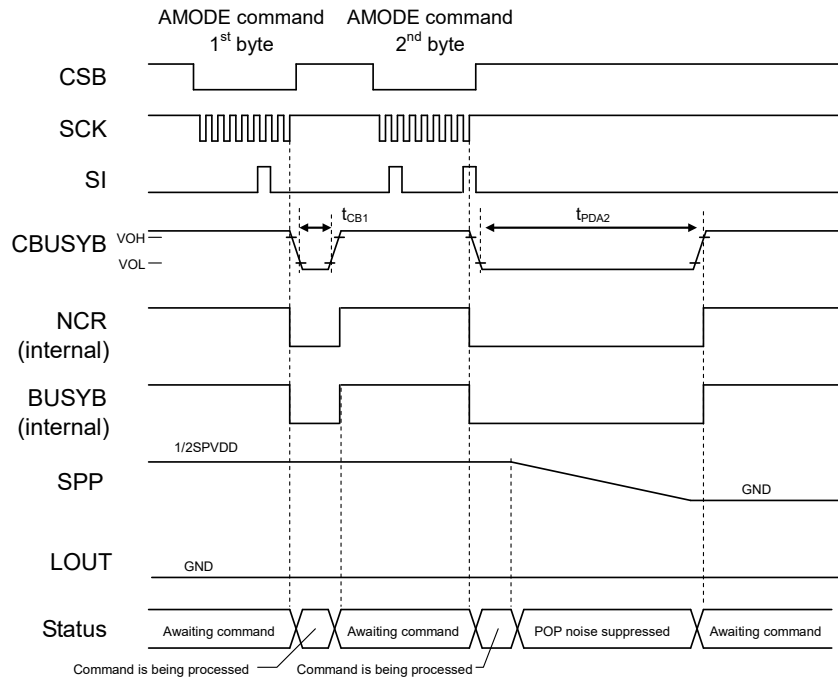 AMODE command
1st byte
AMODE command
2nd byte
CSB
SCK
SI
tCB1
tPDA2
CBUSYB
VOH
VOL
NCR
(internal)
BUSYB
(internal)
1/2SPVDD
SPP
GND
LOUT
GND
Status
Awaiting command
Awaiting command
POP noise suppressed
Awaiting command
Command is being processed
Command is being processed